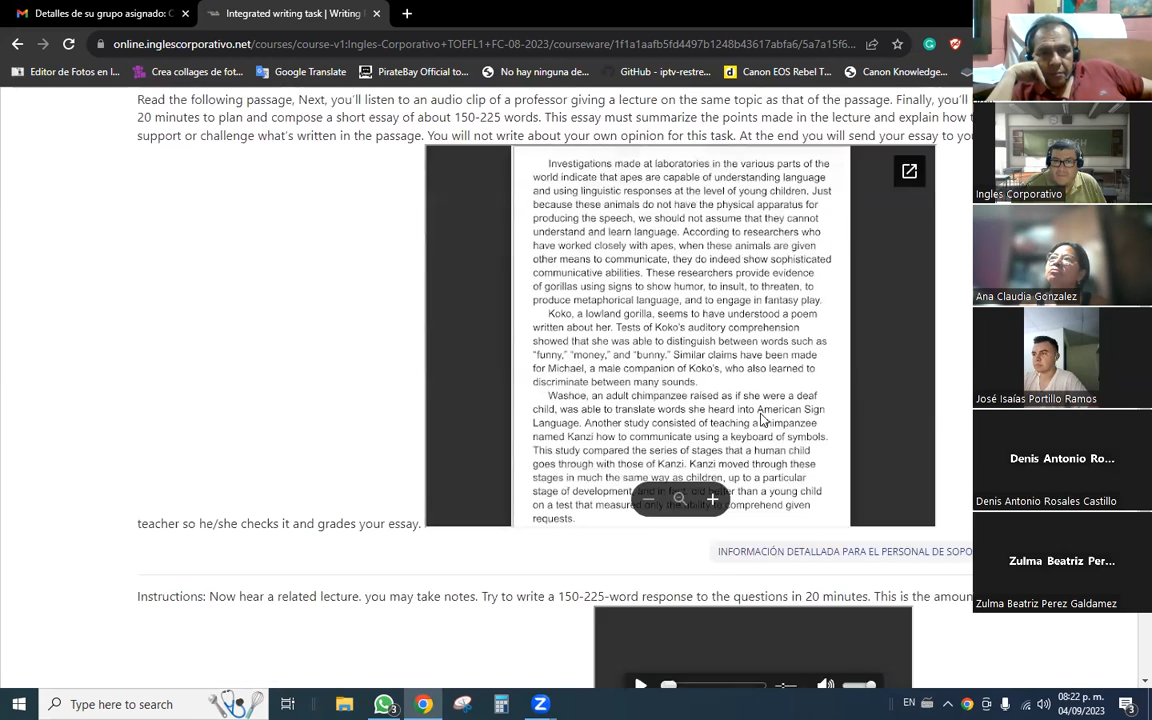 Detalles de su grupo asignado: C
Integrated writing task | Writing
online.inglescorporativo.net/courses/course-v1:Ingles-Corporativo+TOEFL1+FC-08-2023/courseware/1f1a1aafb5fd4497b1248b43617abfa6/5a7a15f6...
Editor de Fotos en l...
Crea collages de fot...
Google Translate
PirateBay Official to...
No hay ninguna de...
GitHub - iptv-restre...
Canon EOS Rebel T...
Canon Knowledge...
Read the following passage, Next, you'll listen to an audio clip of a professor giving a lecture on the same topic as that of the passage. Finally, you'll
20 minutes to plan and compose a short essay of about 150-225 words. This essay must summarize the points made in the lecture and explain how
support or challenge what's written in the passage. You will not write about your own opinion for this task. At the end you will send your essay to
Investigations made at laboratories in the various parts of the
world indicate that apes are capable of understanding language
and using linguistic responses at the level of young children. Just
because these animals do not have the physical apparatus for
producing the speech, we should not assume that they cannot
understand and learn language. According to researchers who
have worked closely with apes, when these animals are given
other means to communicate, they do indeed show sophisticated
communicative abilities. These researchers provide evidence
of gorillas using signs to show humor, to insult, to threaten, to
produce metaphorical language, and to engage in fantasy play.
Koko, a lowland gorilla, seems to have understood a poem
written about her. Tests of Koko's auditory comprehension
showed that she was able to distinguish between words such as
"funny," "money," and "bunny." Similar claims have been made
for Michael, a male companion of Koko's, who also learned to
discriminate between many sounds.
Washoe, an adult chimpanzee raised as if she were a deaf
child, was able to translate words she heard into American Sign
Language. Another study consisted of teaching a chimpanzee
named Kanzi how to communicate using a keyboard of symbols.
This study compared the series of stages that a human child
goes through with those of Kanzi. Kanzi moved through these
stages in much the same way as children, up to a particular
stage of development, and in fact, did better than a young child
on a test that measured only the ability to comprehend given
requests.
teacher so he/she checks it and grades your essay.
INFORMACIÓN DETALLADA PARA EL PERSONAL DE SOPO
Instructions: Now hear a related lecture. you may take notes. Try to write a 150-225-word response to the questions in 20 minutes. This is the
Ingles Corporativo
Ana Claudia Gonzalez
José Isaías Portillo Ramos
Denis Antonio Ro...
Denis Antonio Rosales Castillo
Zulma Beatriz Per...
Zulma Beatriz Perez Galdamez
Type here to search
3
EN
08:22 p. m.
04/09/2023
3